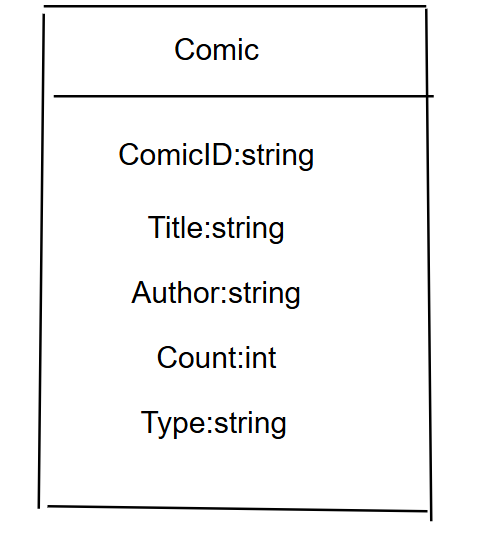 Comic
ComicID:string
Title:string
Author:string
Count:int
Type:string